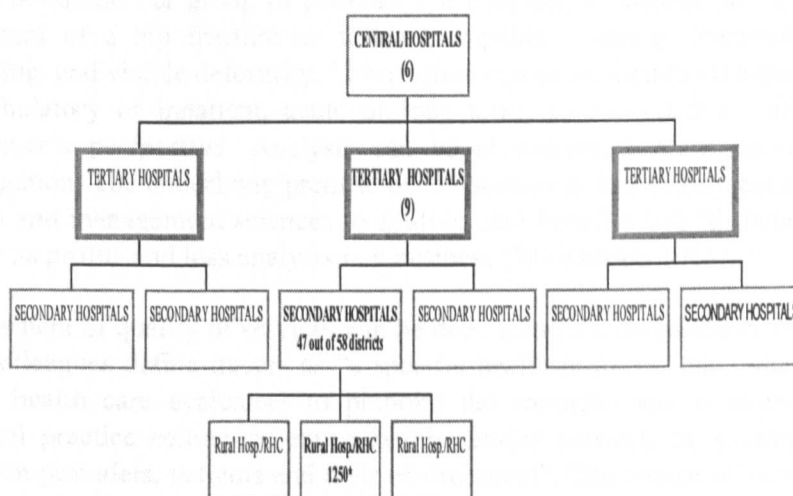 CENTRAL HOSPITALS
(6)
TERTIARY HOSPITALS
TERTIARY HOSPITALS
(9)
TERTIARY HOSPITALS
SECONDARY HOSPITALS
SECONDARY HOSPITALS
SECONDARY HOSPITALS
47 out of 58 districts
SECONDARY HOSPITALS
SECONDARY HOSPITALS
SECONDARY HOSPITALS
Rural Hosp./RHC
Rural Hosp./RHC
1250*
Rural Hosp./RHC